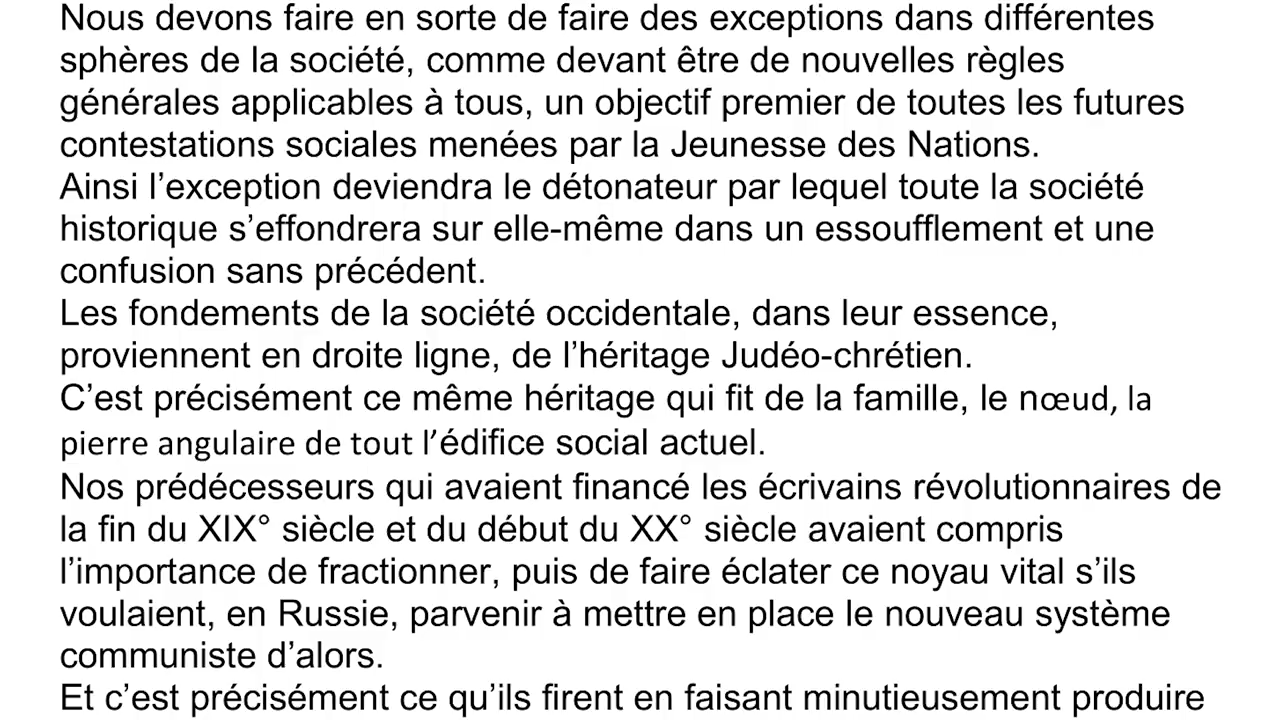 Nous devons faire en sorte de faire des exceptions dans différentes
sphères de la société, comme devant être de nouvelles règles
générales applicables à tous, un objectif premier de toutes les futures
contestations sociales menées par la Jeunesse des Nations.
Ainsi l’exception deviendra le détonateur par lequel toute la société
historique s’effondrera sur elle-même dans un essoufflement et une
confusion sans précédent.
Les fondements de la société occidentale, dans leur essence,
proviennent en droite ligne, de l’héritage Judéo-chrétien.
C’est précisément ce même héritage qui fit de la famille, le nœud, la
pierre angulaire de tout l’édifice social actuel.
Nos prédécesseurs qui avaient financé les écrivains révolutionnaires de
la fin du XIX° siècle et du début du XX° siècle avaient compris
l’importance de fractionner, puis de faire éclater ce noyau vital s’ils
voulaient, en Russie, parvenir à mettre en place le nouveau système
communiste d’alors.
Et c’est précisément ce qu’ils firent en faisant minutieusement produire